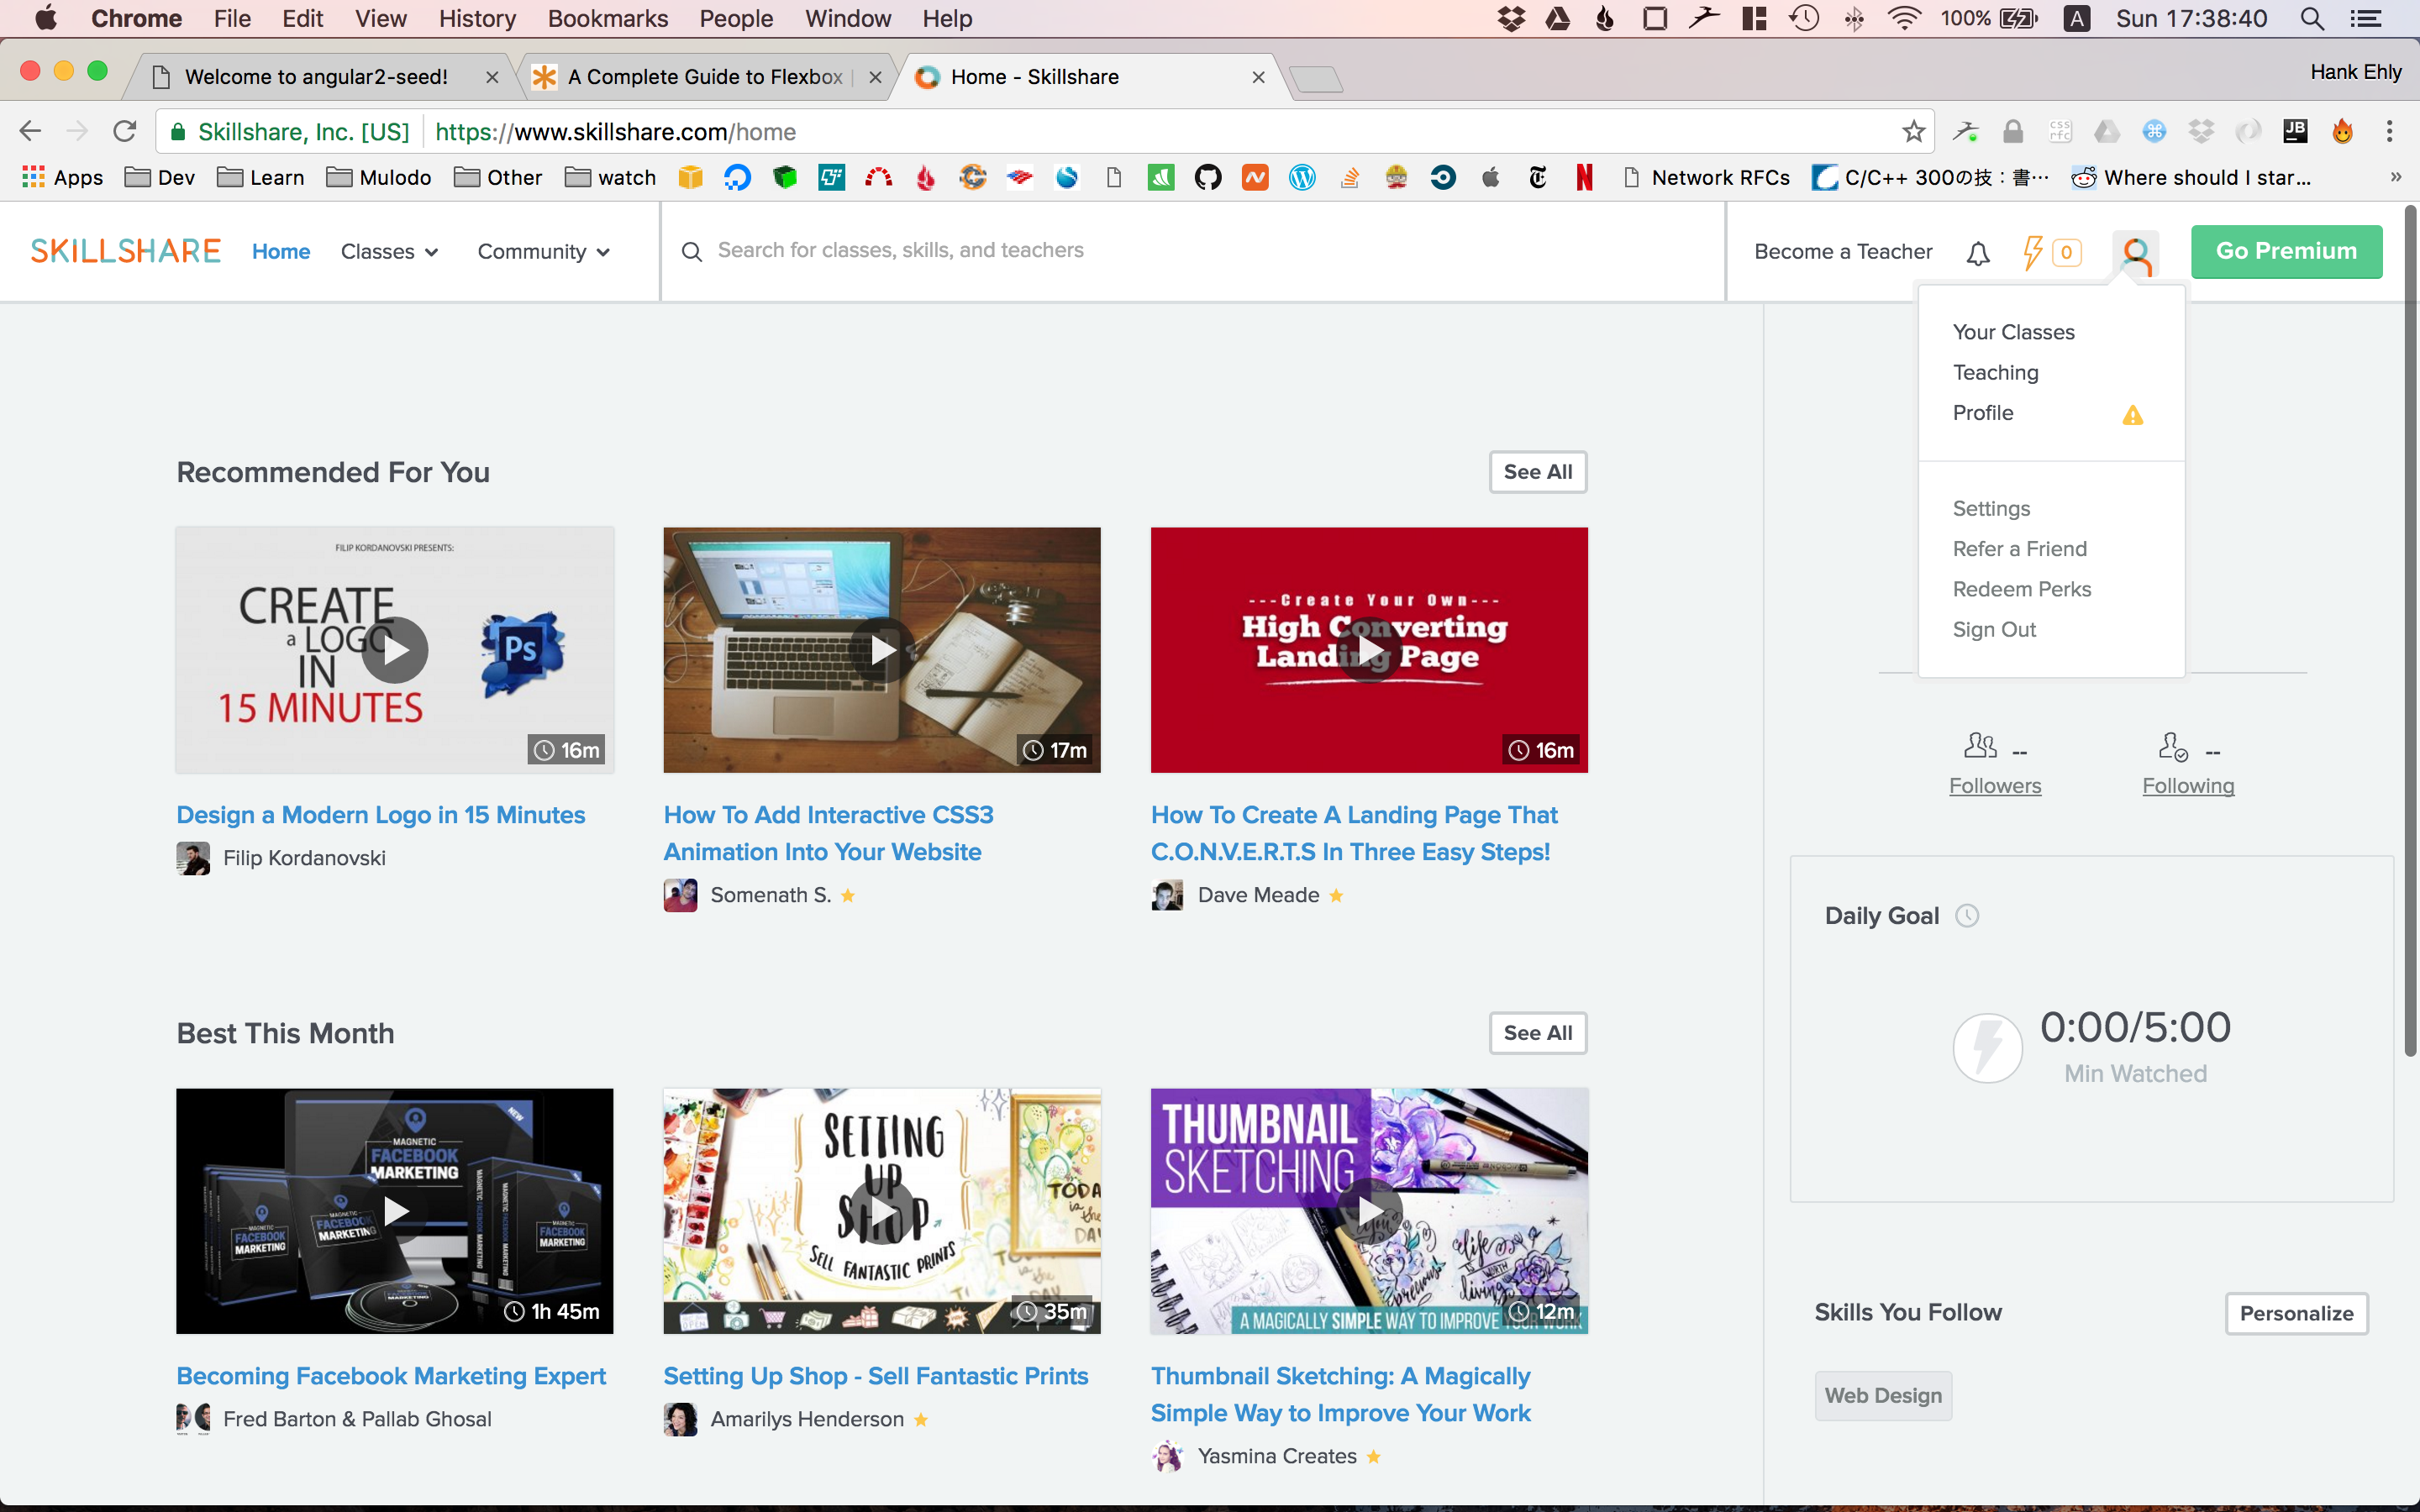 Chrome File Edit View History Bookmarks People Window Help
100% A Sun 17:38:40
Welcome to angular2-seed!
A Complete Guide to Flexbox
Home - Skillshare
Hank Ehly
Skillshare, Inc. [US] https://www.skillshare.com/home
Apps Dev Learn Mulodo Other watch Network RFCs C/C++ 300の技：書… Where should I star...
SKILLSHARE Home Classes Community
Search for classes, skills, and teachers
Become a Teacher 0 Go Premium
Your Classes
Teaching
Profile
Settings
Refer a Friend
Redeem Perks
Sign Out
Recommended For You See All
FILIP KORDANOVSKI PRESENTS:
CREATE
a LOGO
IN
15 MINUTES
Ps
16m
17m
---Create Your Own---
High Converting
Landing Page
16m
Design a Modern Logo in 15 Minutes
Filip Kordanovski
How To Add Interactive CSS3
Animation Into Your Website
Somenath S.
How To Create A Landing Page That
C.O.N.V.E.R.T.S In Three Easy Steps!
Dave Meade
-- --
Followers Following
Daily Goal
0:00/5:00
Min Watched
Best This Month See All
NEW
MAGNETIC
FACEBOOK
MARKETING
1h 45m
SETTING
UP
SHOP
SELL FANTASTIC PRINTS
TODA
is the
DA
35m
THUMBNAIL
SKETCHING
life is
worth
living
A MAGICALLY SIMPLE WAY TO IMPROVE YOUR WORK
12m
Becoming Facebook Marketing Expert
Fred Barton & Pallab Ghosal
Setting Up Shop - Sell Fantastic Prints
Amarilys Henderson
Thumbnail Sketching: A Magically
Simple Way to Improve Your Work
Yasmina Creates
Skills You Follow Personalize
Web Design